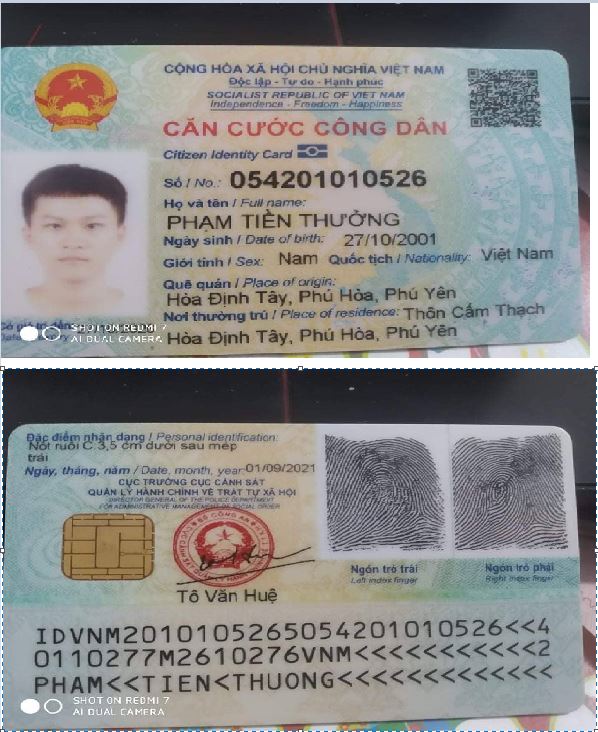 CỘNG HÒA XÃ HỘI CHỦ NGHĨA VIỆT NAM
Độc lập - Tự do - Hạnh phúc
SOCIALIST REPUBLIC OF VIET NAM
Independence - Freedom - Happiness
CĂN CƯỚC CÔNG DÂN
Citizen Identity Card
Số / No.: 054201010526
Họ và tên / Full name:
PHẠM TIẾN THƯỞNG
Ngày sinh / Date of birth: 27/10/2001
Giới tính / Sex: Nam Quốc tịch / Nationality: Việt Nam
Quê quán / Place of origin:
Hòa Định Tây, Phú Hòa, Phú Yên
Nơi thường trú / Place of residence: Thôn Cẩm Thạch
Hòa Định Tây, Phú Hòa, Phú Yên
SHOT ON REDMI 7
AI DUAL CAMERA
Đặc điểm nhận dạng / Personal identification:
Nốt ruồi C.3,5 cm dưới sau mép
trái
Ngày, tháng, năm / Date, month, year: 01/09/2021
CỤC TRƯỞNG CỤC CẢNH SÁT
QUẢN LÝ HÀNH CHÍNH VỀ TRẬT TỰ XÃ HỘI
DIRECTOR GENERAL OF THE POLICE DEPARTMENT
FOR ADMINISTRATIVE MANAGEMENT OF SOCIAL ORDER
Tô Văn Huệ
Ngón trỏ trái
Left index finger
Ngón trỏ phải
Right index finger
IDVNM2010105265054201010526<<4
0110277M2610276VNM<<<<<<<<<<<2
PHAM<<TIEN<THUONG<<<<<<<<<<<<<
SHOT ON REDMI 7
AI DUAL CAMERA